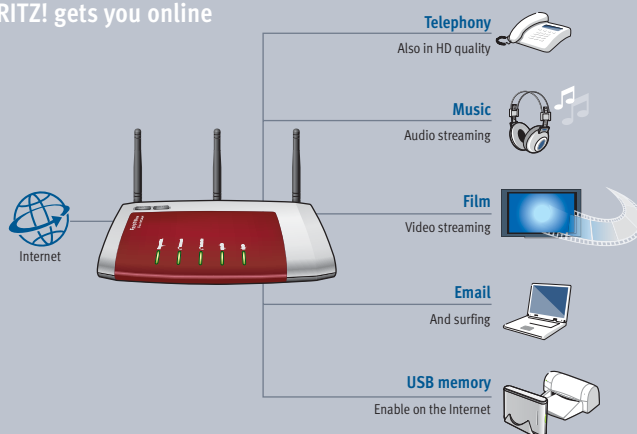 RITZ! gets you online
Telephony
Also in HD quality
Music
Audio streaming
Internet
Film
Video streaming
Email
And surfing
USB memory
Enable on the Internet